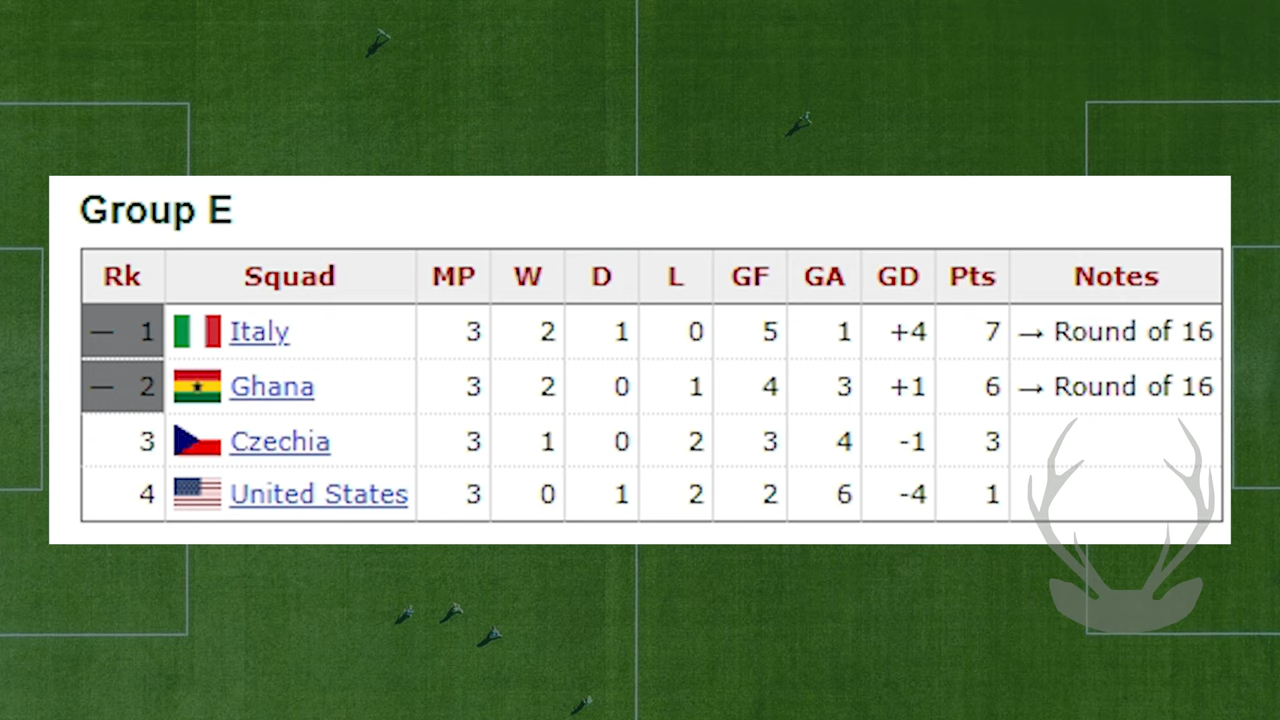 Group E
Rk Squad MP W D L GF GA GD Pts Notes
— 1 Italy 3 2 1 0 5 1 +4 7 → Round of 16
— 2 Ghana 3 2 0 1 4 3 +1 6 → Round of 16
3 Czechia 3 1 0 2 3 4 -1 3
4 United States 3 0 1 2 2 6 -4 1